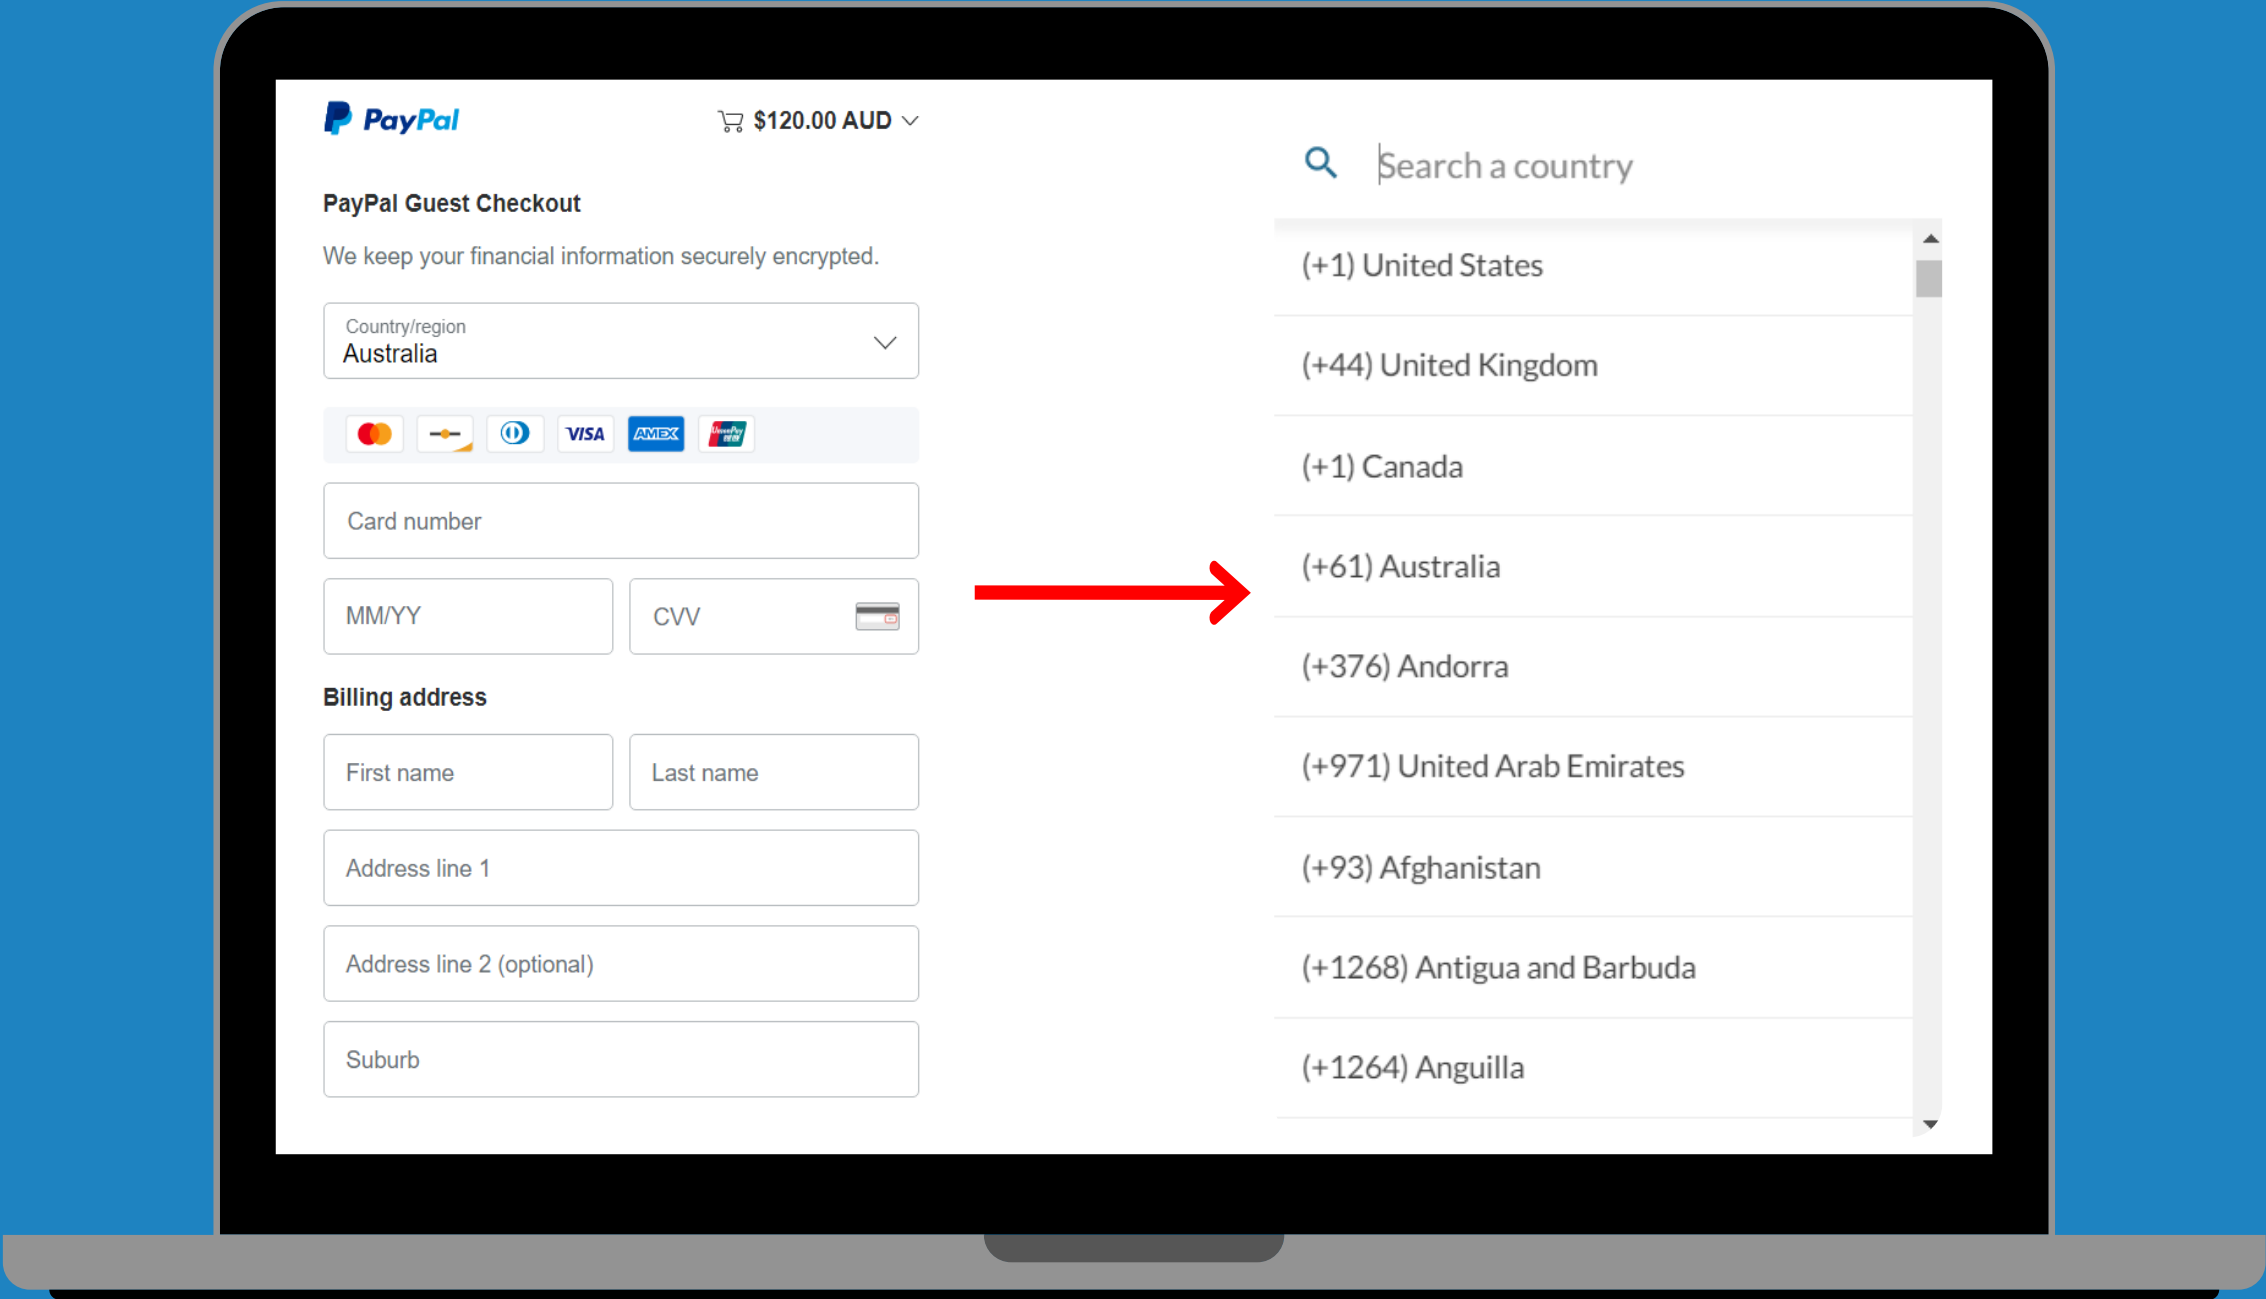 PayPal
$120.00 AUD
PayPal Guest Checkout
We keep your financial information securely encrypted.
Country/region
Australia
VISA
AMEX
UnionPay
银联
Card number
MM/YY
CVV
Billing address
First name
Last name
Address line 1
Address line 2 (optional)
Suburb
Search a country
(+1) United States
(+44) United Kingdom
(+1) Canada
(+61) Australia
(+376) Andorra
(+971) United Arab Emirates
(+93) Afghanistan
(+1268) Antigua and Barbuda
(+1264) Anguilla